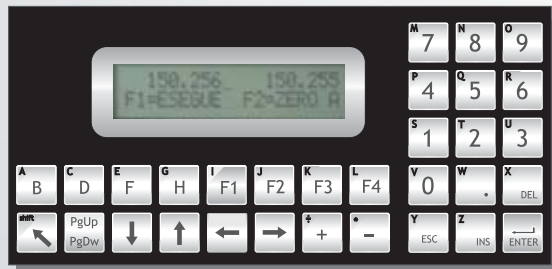 150.256 150.255
F1=ESEGUE F2=ZERO A
M 7 N 8 O 9
P 4 Q 5 R 6
S 1 T 2 U 3
A B C D E F G H I F1 J F2 K F3 L F4 V 0 W . X DEL
shift PgUp PgDw + - Y ESC Z INS ENTER